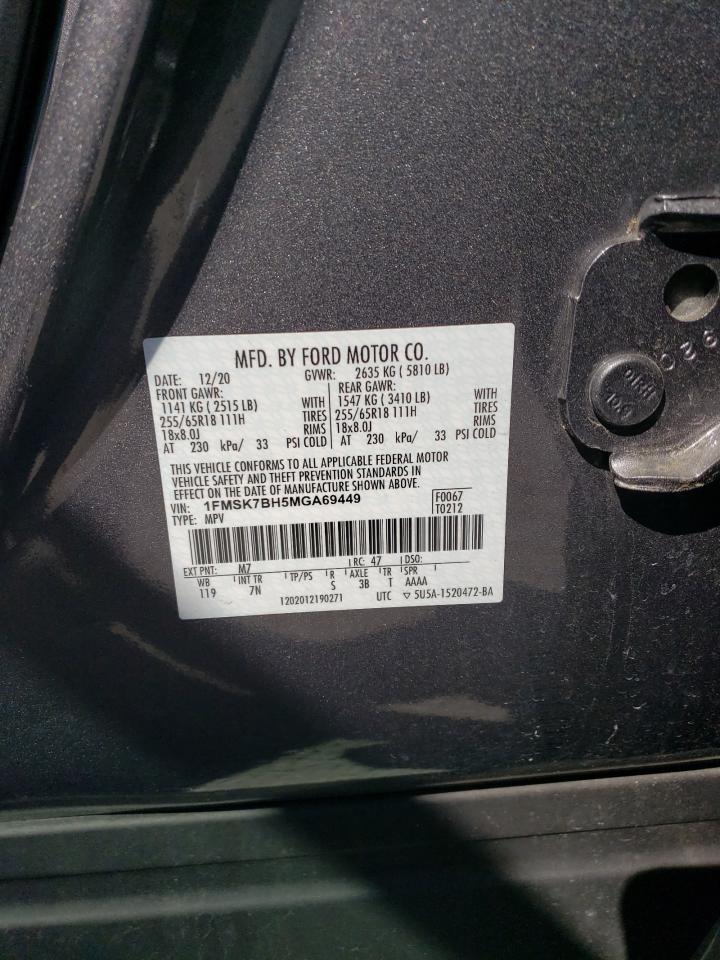 MFD. BY FORD MOTOR CO.
DATE: 12/20 GVWR: 2635 KG ( 5810 LB)
FRONT GAWR: REAR GAWR:
1141 KG ( 2515 LB) WITH 1547 KG ( 3410 LB) WITH
255/65R18 111H TIRES 255/65R18 111H TIRES
18x8.0J RIMS 18x8.0J RIMS
AT 230 kPa/ 33 PSI COLD AT 230 kPa/ 33 PSI COLD
THIS VEHICLE CONFORMS TO ALL APPLICABLE FEDERAL MOTOR
VEHICLE SAFETY AND THEFT PREVENTION STANDARDS IN
EFFECT ON THE DATE OF MANUFACTURE SHOWN ABOVE.
VIN: 1FMSK7BH5MGA69449 F0067
TYPE: MPV T0212
EXT PNT: M7 RC: 47 DSO:
WB INT TR TP/PS R AXLE TR SPR
119 7N S 3B T AAAA
1202012190271 UTC ▽ 5U5A-1520472-BA